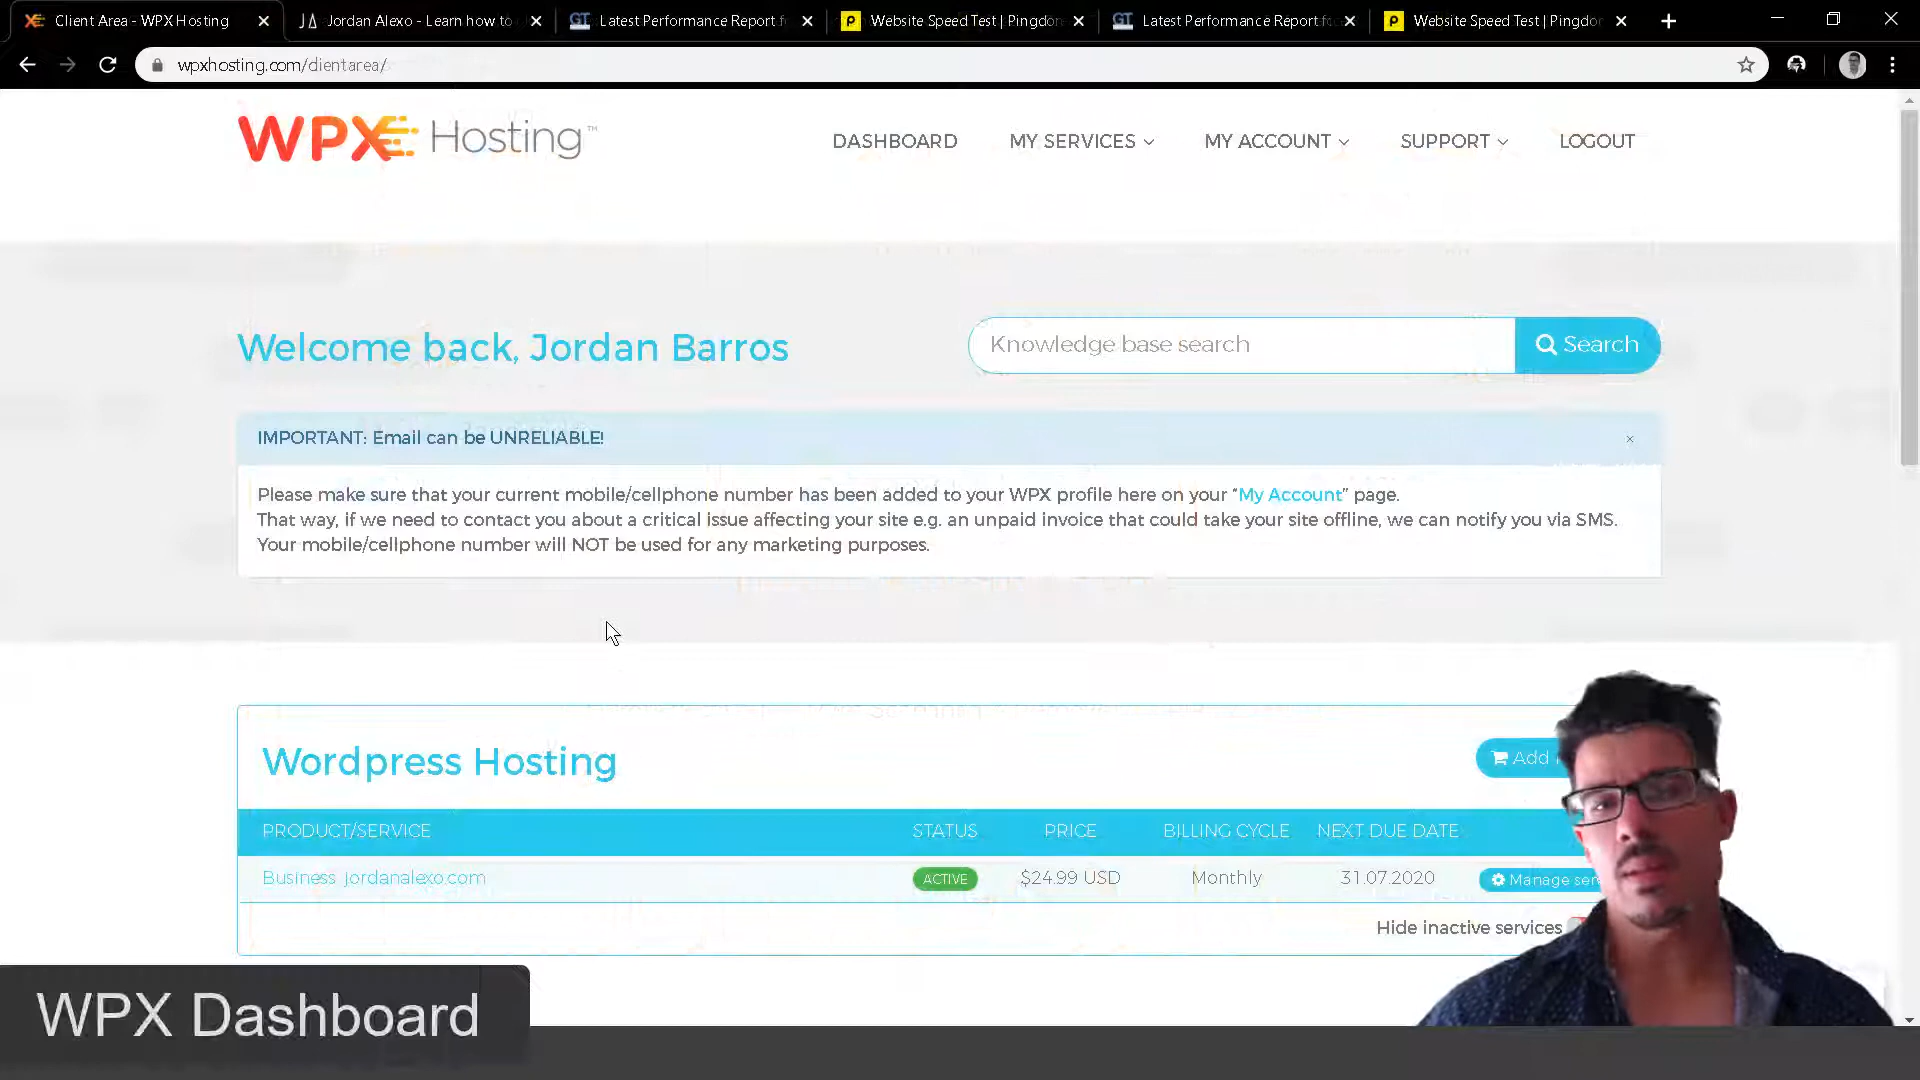 Client Area - WPX Hosting
Jordan Alexo - Learn how to
Latest Performance Report f
Website Speed Test | Pingdom
Latest Performance Report fo
Website Speed Test | Pingdo
wpxhosting.com/clientarea/
WPX Hosting™
DASHBOARD MY SERVICES MY ACCOUNT SUPPORT LOGOUT
Welcome back, Jordan Barros
Knowledge base search
Search
IMPORTANT: Email can be UNRELIABLE!
×
Please make sure that your current mobile/cellphone number has been added to your WPX profile here on your “My Account” page.
That way, if we need to contact you about a critical issue affecting your site e.g. an unpaid invoice that could take your site offline, we can notify you via SMS.
Your mobile/cellphone number will NOT be used for any marketing purposes.
Wordpress Hosting
Add
PRODUCT/SERVICE STATUS PRICE BILLING CYCLE NEXT DUE DATE
Business jordanalexo.com ACTIVE $24.99 USD Monthly 31.07.2020 Manage ser
Hide inactive services
WPX Dashboard